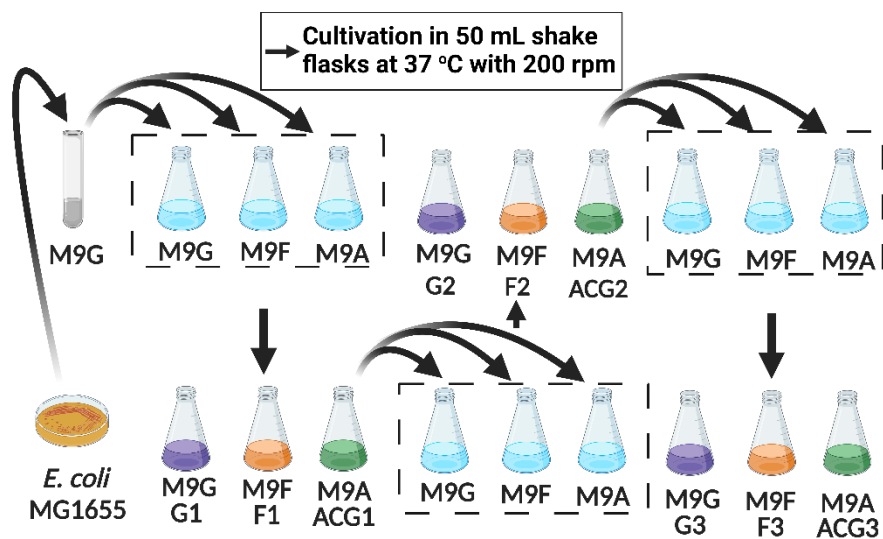 Cultivation in 50 mL shake
flasks at 37 °C with 200 rpm
M9G
M9G
M9F
M9A
M9G
G2
M9F
F2
M9A
ACG2
M9G
M9F
M9A
E. coli
MG1655
M9G
G1
M9F
F1
M9A
ACG1
M9G
M9F
M9A
M9G
G3
M9F
F3
M9A
ACG3